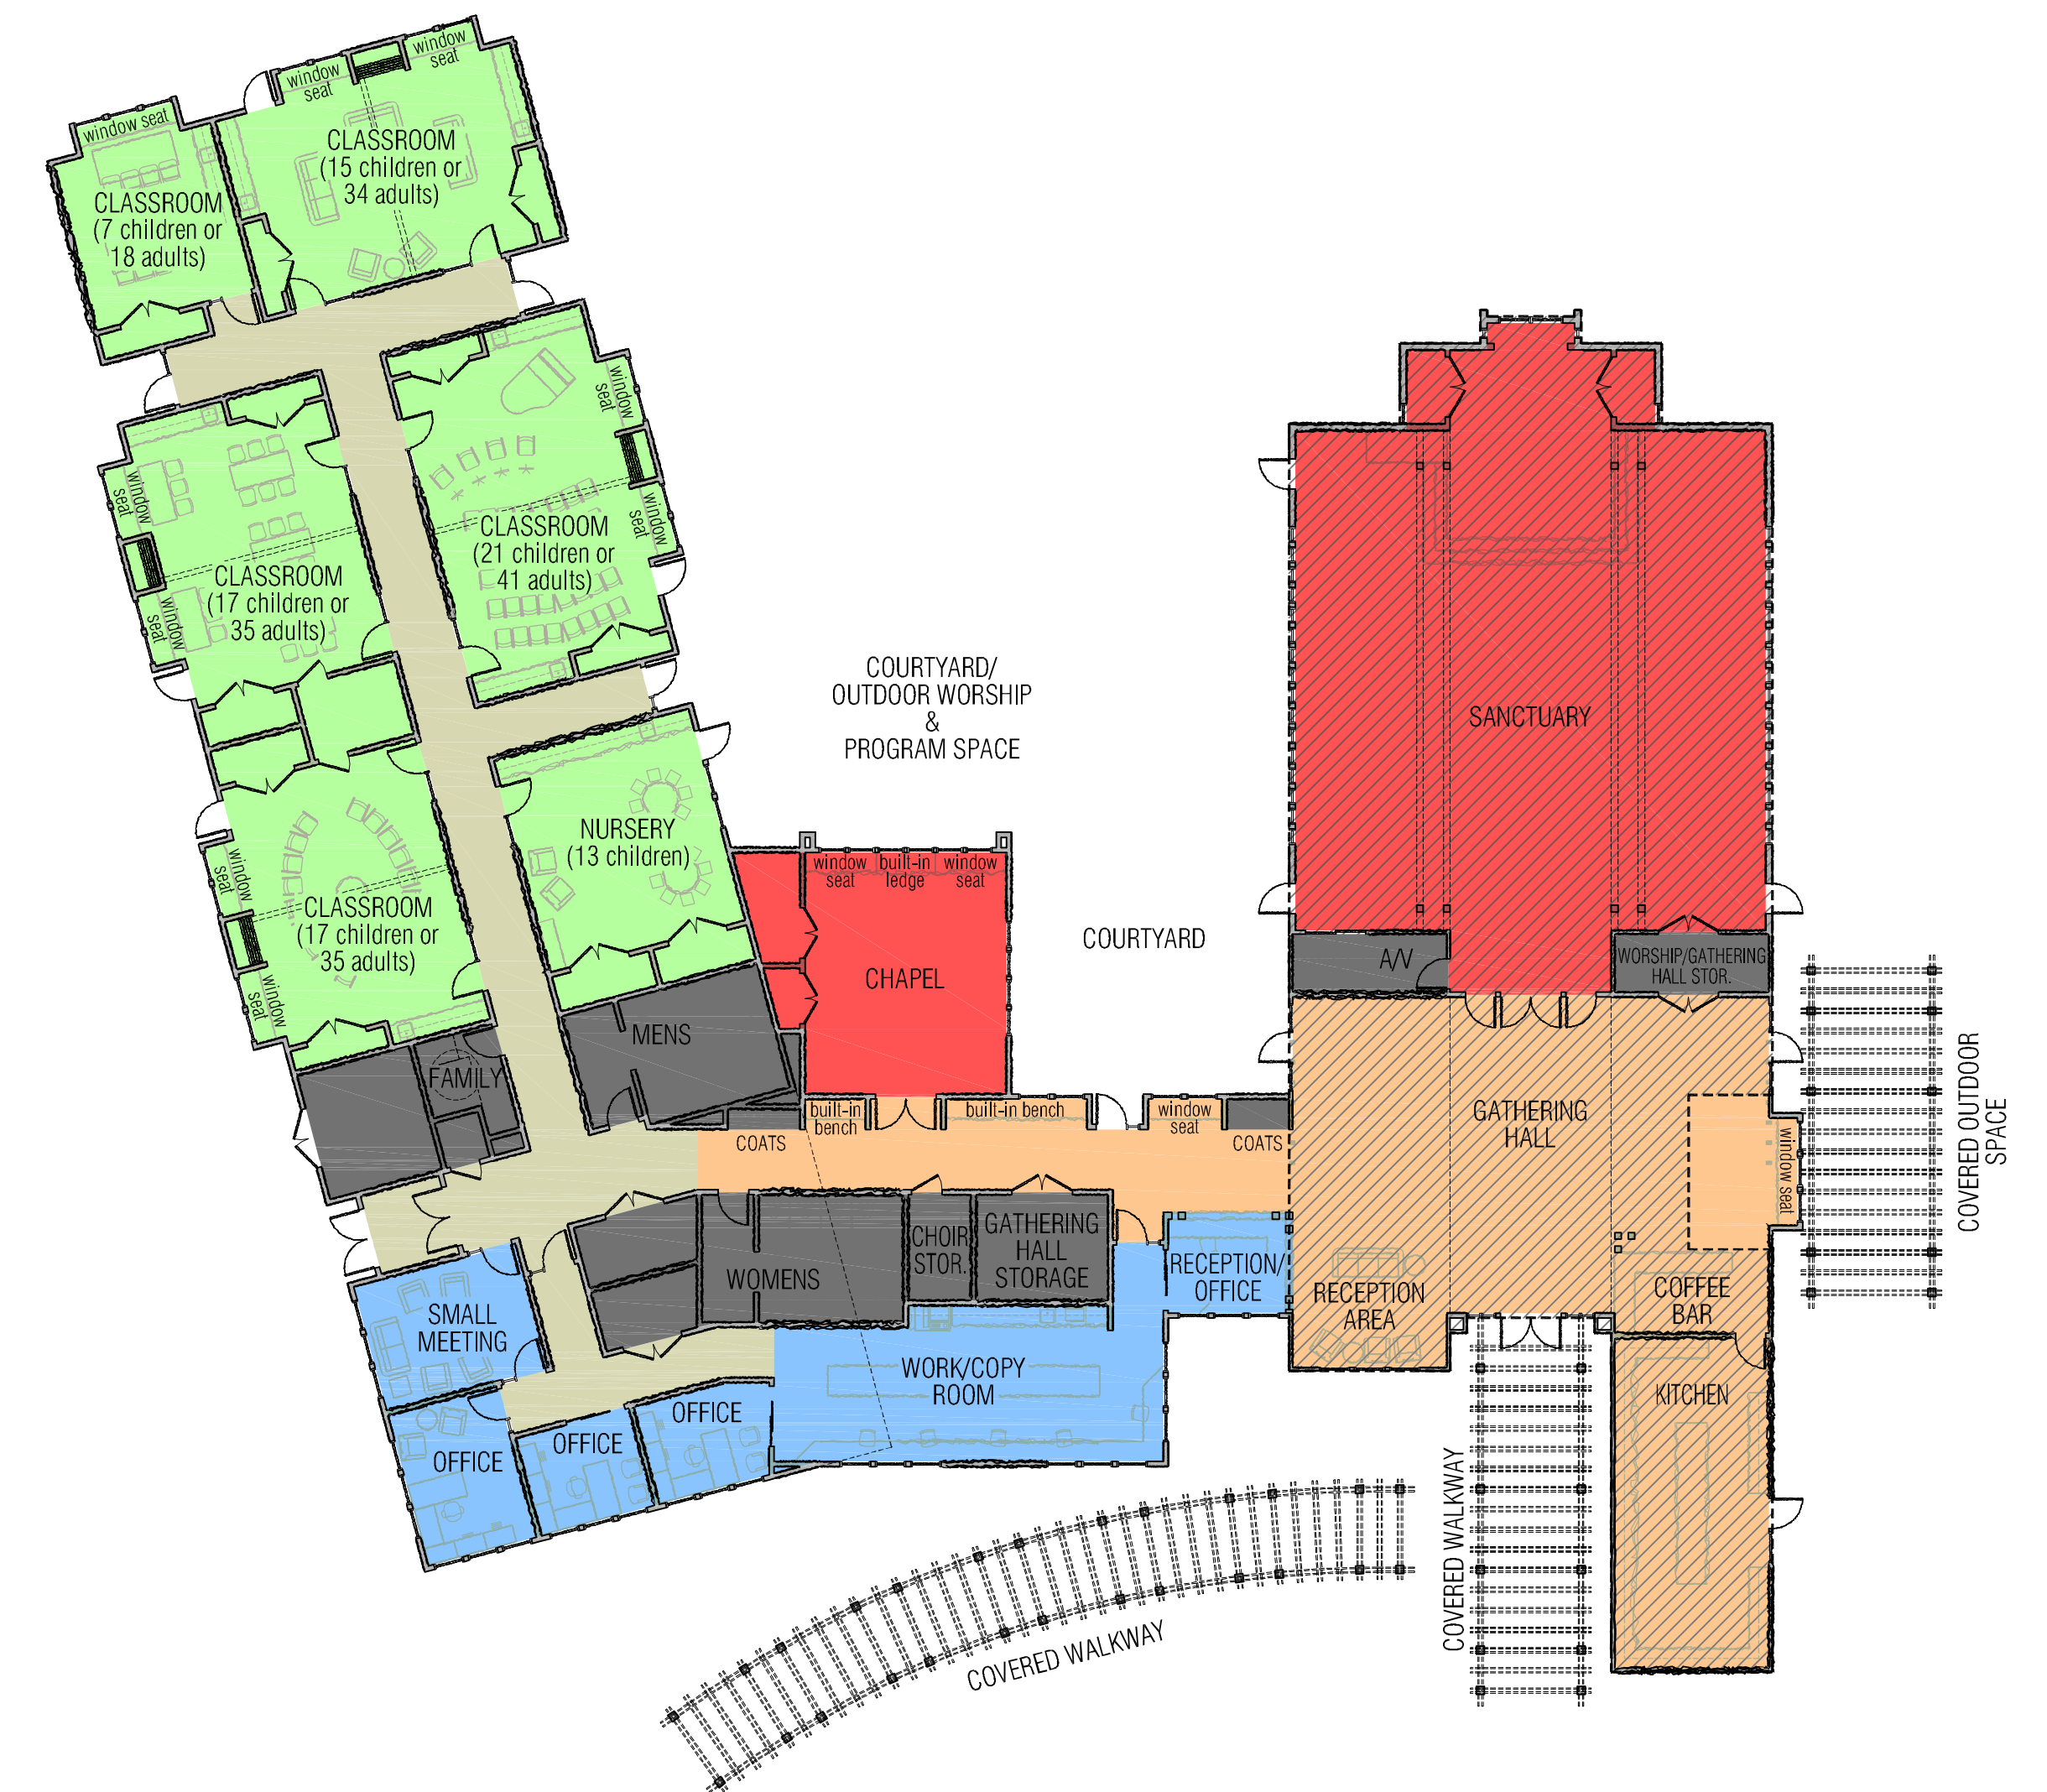 window
seat
window
seat
window seat
CLASSROOM
(15 children or
34 adults)
CLASSROOM
(7 children or
18 adults)
window
seat
window
seat
CLASSROOM
(21 children or
41 adults)
window
seat
window
seat
CLASSROOM
(17 children or
35 adults)
COURTYARD/
OUTDOOR WORSHIP
&
PROGRAM SPACE
SANCTUARY
NURSERY
(13 children)
window
seat
window
seat
CLASSROOM
(17 children or
35 adults)
window
seat
built-in
ledge
window
seat
CHAPEL
COURTYARD
A/V
WORSHIP/GATHERING
HALL STOR.
MENS
FAMILY
built-in
bench
built-in bench
window
seat
COATS
COATS
GATHERING
HALL
window seat
COVERED OUTDOOR
SPACE
WOMENS
CHOIR
STOR.
GATHERING
HALL
STORAGE
RECEPTION/
OFFICE
RECEPTION
AREA
COFFEE
BAR
SMALL
MEETING
WORK/COPY
ROOM
KITCHEN
OFFICE
OFFICE
OFFICE
COVERED WALKWAY
COVERED WALKWAY